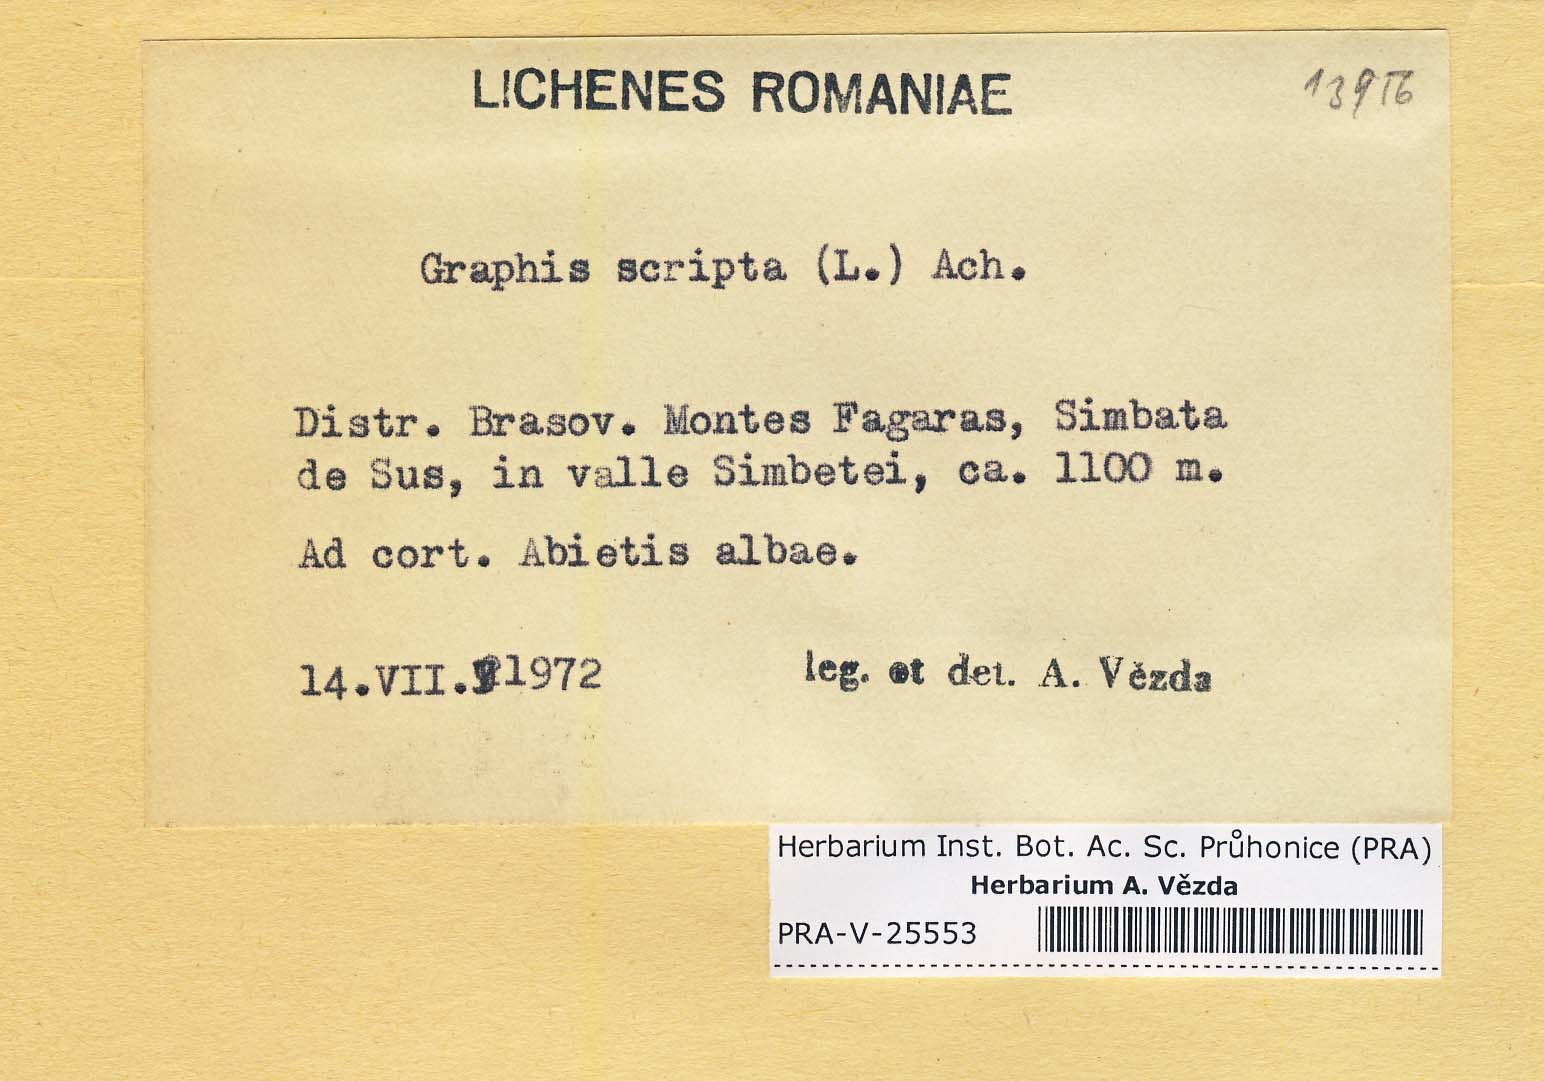 LICHENES ROMANIAE
Graphis scripta (L.) Ach.
Distr. Brasov. Montes Fagaras, Simbata
de Sus, in valle Simbetei, ca. 1100 m.
Ad cort. Abietis albae.
14.VII.1972
leg. et det. A. Vězda
Herbarium Inst. Bot. Ac. Sc. Průhonice (PRA)
Herbarium A. Vězda
PRA-V-25553